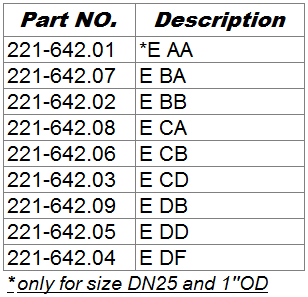 Part NO. Description
221-642.01 *E AA
221-642.07 E BA
221-642.02 E BB
221-642.08 E CA
221-642.06 E CB
221-642.03 E CD
221-642.09 E DB
221-642.05 E DD
221-642.04 E DF
*only for size DN25 and 1"OD